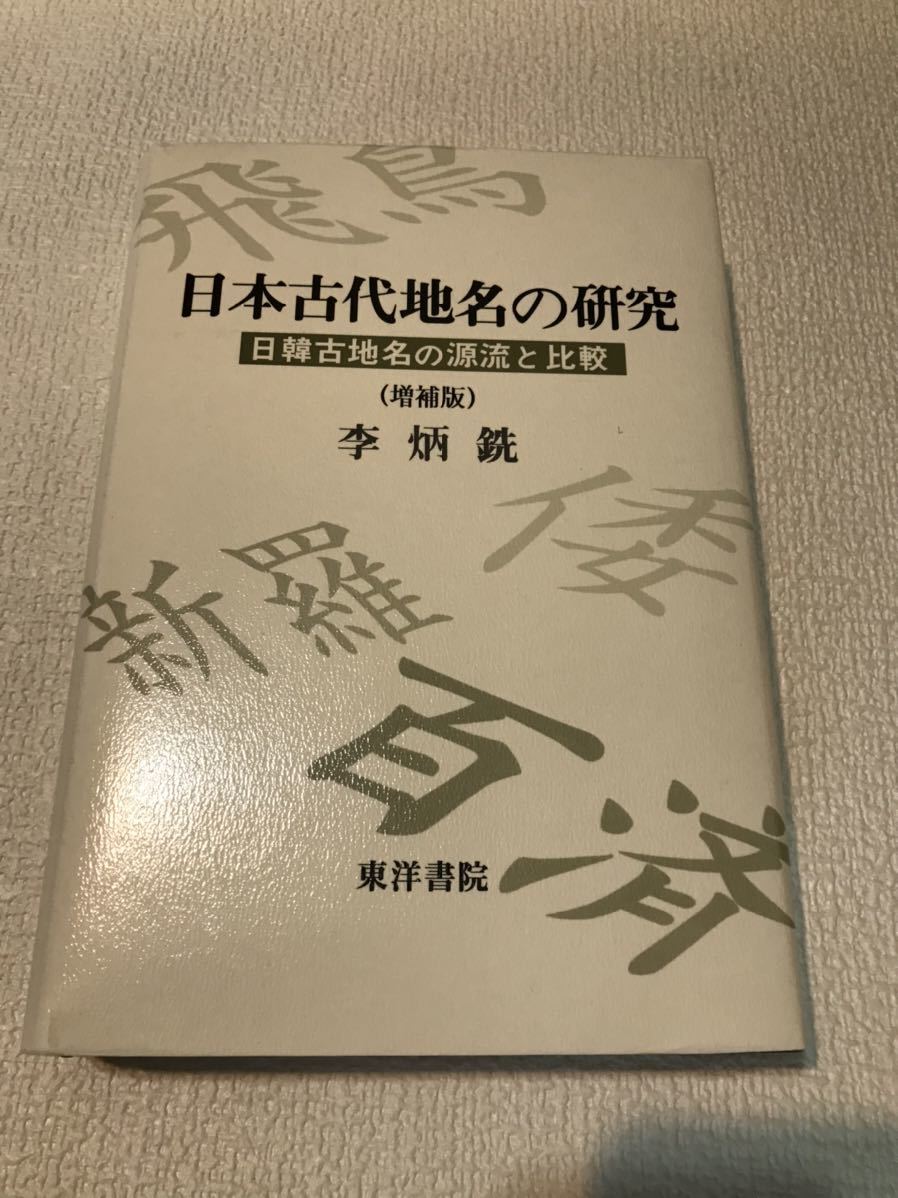 飛鳥
日本古代地名の研究
日韓古地名の源流と比較
(増補版)
李炳銑
倭
新羅
百済
東洋書院